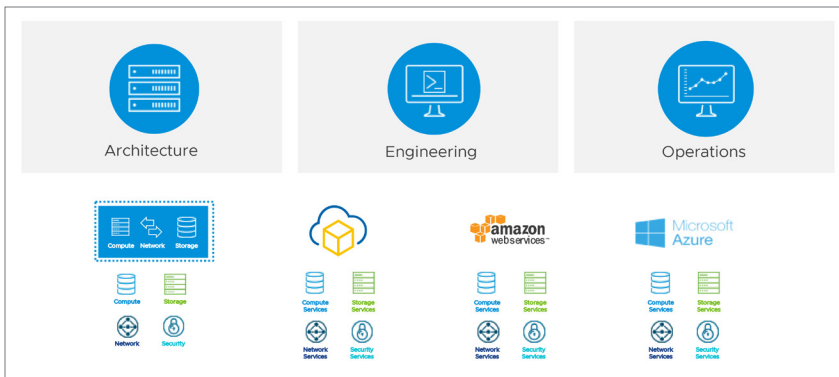 Architecture
Engineering
Operations
Compute Network Storage
amazon
webservices™
Microsoft
Azure
Compute
Storage
Compute
Services
Storage
Services
Compute
Services
Storage
Services
Compute
Services
Storage
Services
Network
Security
Network
Services
Security
Services
Network
Services
Security
Services
Network
Services
Security
Services